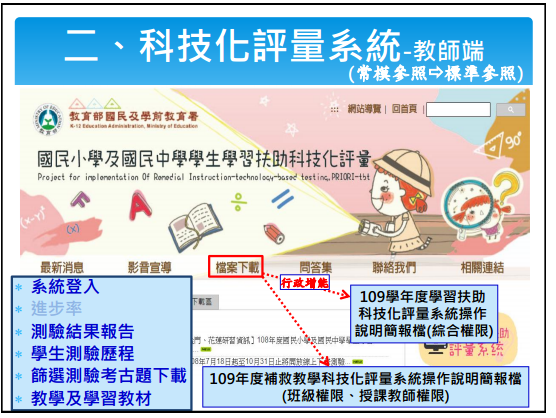 二、科技化評量系統-教師端
(常模參照⇨標準參照)
教育部國民及學前教育署
K-12 Education Administration, Ministry of Education
::: 網站導覽 | 回首頁 |
國民小學及國民中學學生學習扶助科技化評量
Project for implementation Of Remedial Instruction-technology-based testing,PRIORI-tbt
90°
(x-y)
(x)
最新消息 影音宣導 檔案下載 問答集 聯絡我們 相關連結
行政增能
* 系統登入
* 進步率
* 測驗結果報告
* 學生測驗歷程
* 篩選測驗考古題下載
* 教學及學習教材
下載區
門、花蓮研習資訊】108年度國民小學及國民中學
08年7月18日起至10月31日止將開放線上
測驗
109學年度學習扶助
科技化評量系統操作
說明簡報檔(綜合權限)
助
評量系統
109年度補救教學科技化評量系統操作說明簡報檔
(班級權限、授課教師權限)